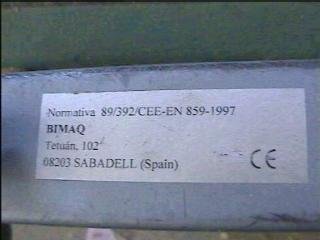 Normativa 89/392/CEE-EN 859-1997
BIMAQ
Tetuán, 102
08203 SABADELL (Spain)
CE